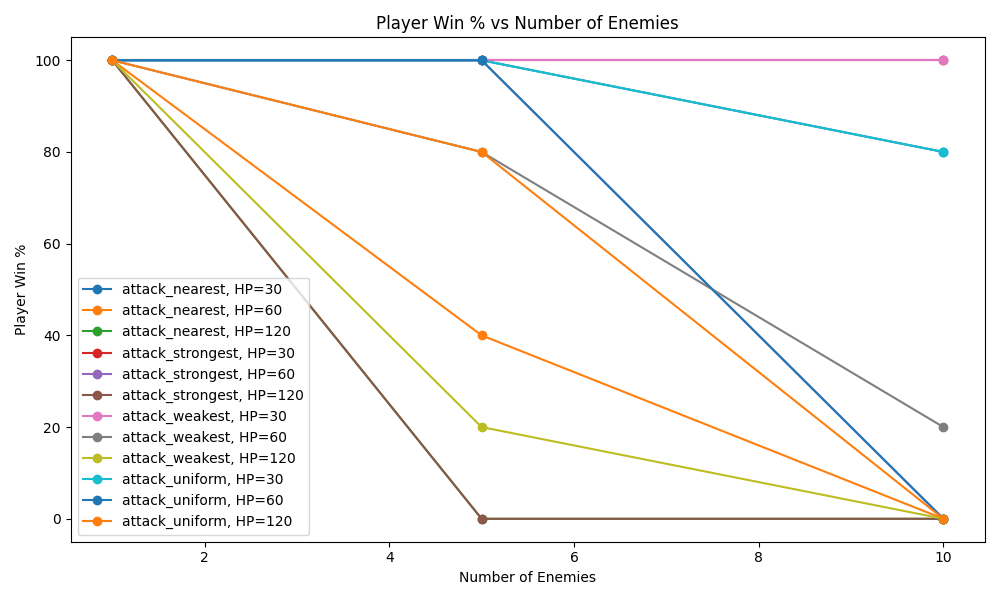 Player Win % vs Number of Enemies
100
80
60
40
20
0
Player Win %
attack_nearest, HP=30
attack_nearest, HP=60
attack_nearest, HP=120
attack_strongest, HP=30
attack_strongest, HP=60
attack_strongest, HP=120
attack_weakest, HP=30
attack_weakest, HP=60
attack_weakest, HP=120
attack_uniform, HP=30
attack_uniform, HP=60
attack_uniform, HP=120
2 4 6 8 10
Number of Enemies